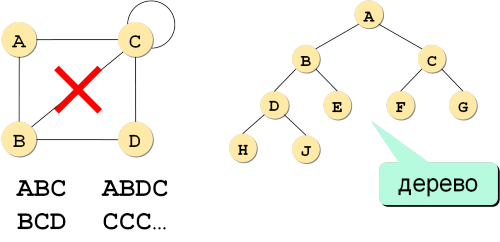 A C
B D
ABC ABDC
BCD CCC...
A
B C
D E F G
H J
дерево